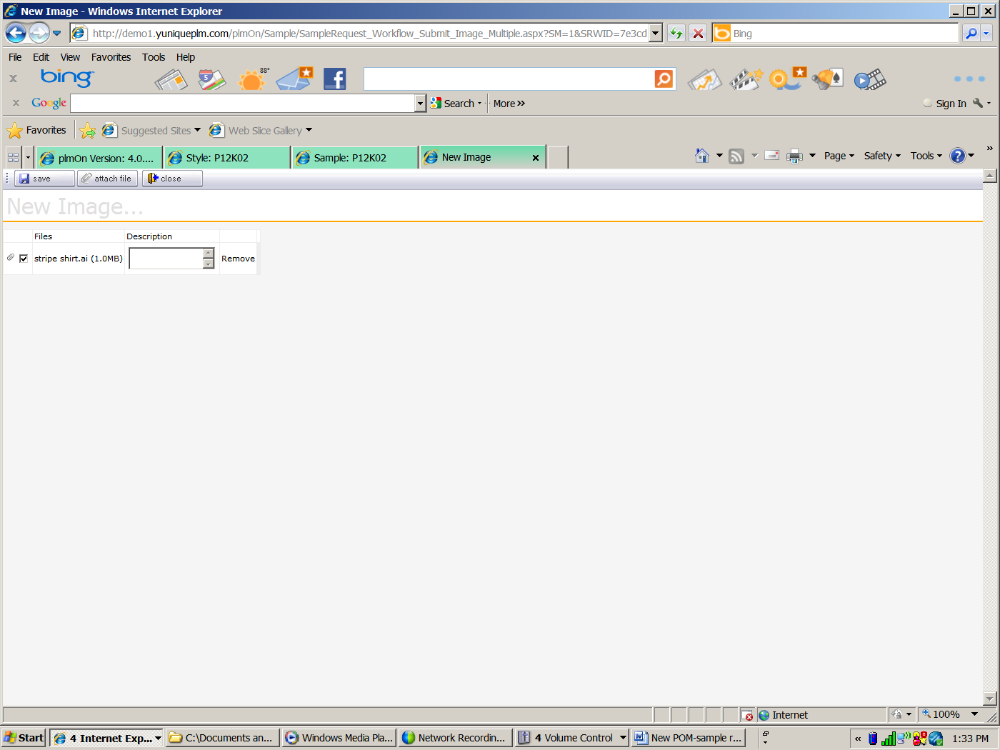 New Image - Windows Internet Explorer
http://demo1.yuniqueplm.com/plmOn/Sample/SampleRequest_Workflow_Submit_Image_Multiple.aspx?SM=1&SRWID=7e3cd
Bing
File Edit View Favorites Tools Help
bing 5 88°
Google Search More »
Sign In
Favorites Suggested Sites Web Slice Gallery
plmOn Version: 4.0.... Style: P12K02 Sample: P12K02 New Image
Page Safety Tools »
save attach file close
New Image...
Files Description
stripe shirt.ai (1.0MB) Remove
Internet 100%
Start 4 Internet Exp... C:\Documents an... Windows Media Pla... Network Recordin... 4 Volume Control New POM-sample r... « 1:33 PM